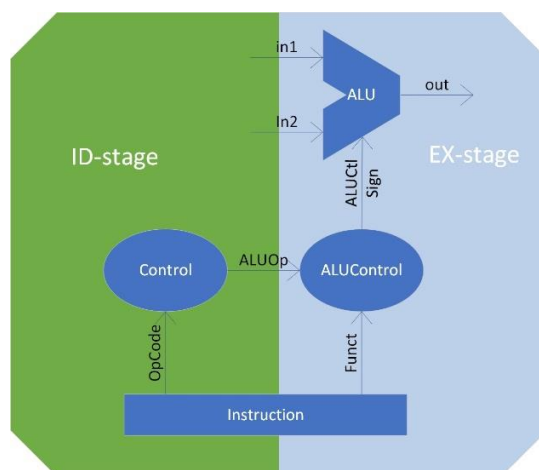 in1
ALU
out
In2
ID-stage
EX-stage
ALUCtl
Sign
Control
ALUOp
ALUControl
OpCode
Funct
Instruction